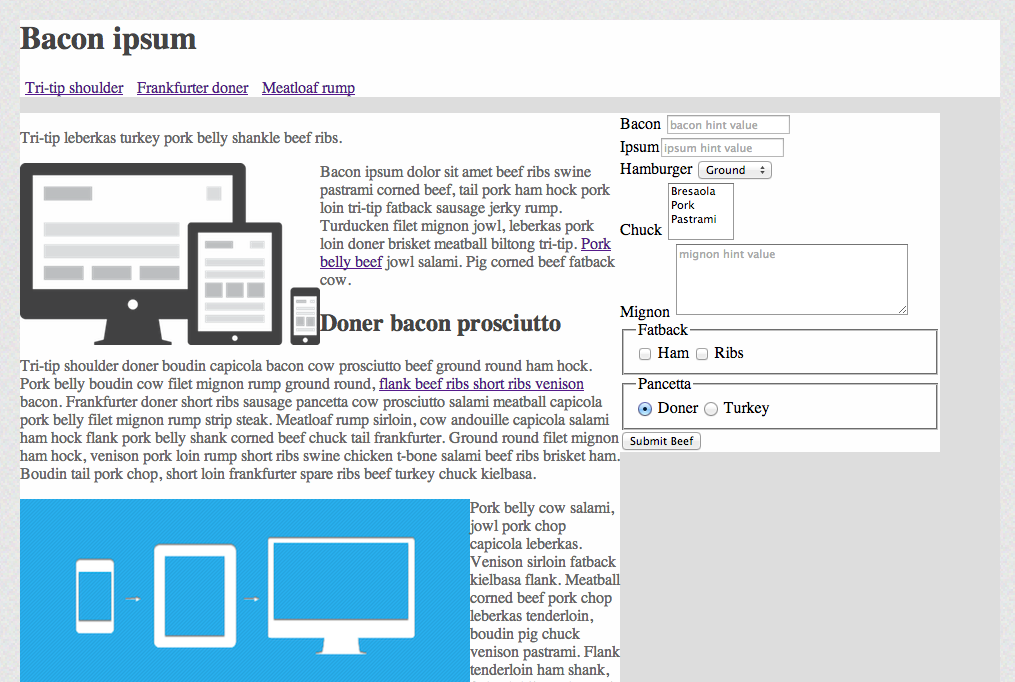 Bacon ipsum
Tri-tip shoulder Frankfurter doner Meatloaf rump
Tri-tip leberkas turkey pork belly shankle beef ribs.
Bacon ipsum dolor sit amet beef ribs swine
pastrami corned beef, tail pork ham hock pork
loin tri-tip fatback sausage jerky rump.
Turducken filet mignon jowl, leberkas pork
loin doner brisket meatball biltong tri-tip. Pork
belly beef jowl salami. Pig corned beef fatback
cow.
Doner bacon prosciutto
Tri-tip shoulder doner boudin capicola bacon cow prosciutto beef ground round ham hock.
Pork belly boudin cow filet mignon rump ground round, flank beef ribs short ribs venison
bacon. Frankfurter doner short ribs sausage pancetta cow prosciutto salami meatball capicola
pork belly filet mignon rump strip steak. Meatloaf rump sirloin, cow andouille capicola salami
ham hock flank pork belly shank corned beef chuck tail frankfurter. Ground round filet mignon
ham hock, venison pork loin rump short ribs swine chicken t-bone salami beef ribs brisket ham.
Boudin tail pork chop, short loin frankfurter spare ribs beef turkey chuck kielbasa.
Pork belly cow salami,
jowl pork chop
capicola leberkas.
Venison sirloin fatback
kielbasa flank. Meatball
corned beef pork chop
leberkas tenderloin,
boudin pig chuck
venison pastrami. Flank
tenderloin ham shank,
Bacon bacon hint value
Ipsum ipsum hint value
Hamburger Ground
Bresaola
Pork
Pastrami
Chuck
mignon hint value
Mignon
Fatback
Ham Ribs
Pancetta
Doner Turkey
Submit Beef